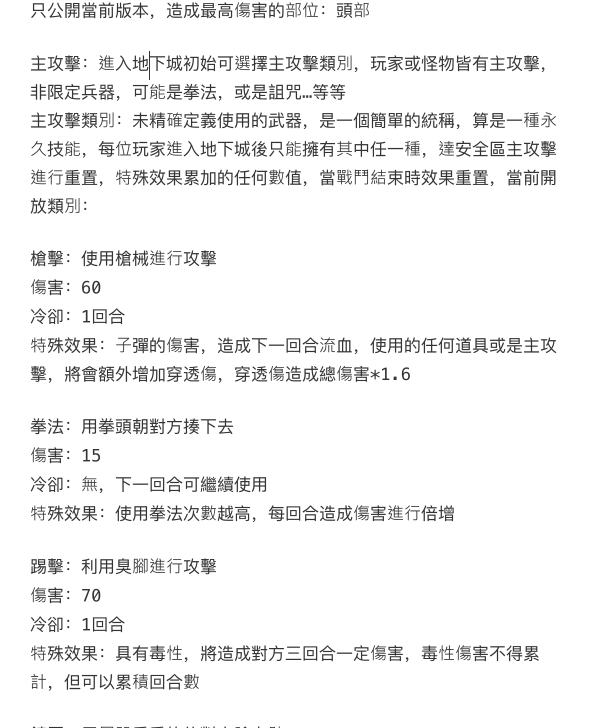 只公開當前版本，造成最高傷害的部位：頭部
主攻擊：進入地下城初始可選擇主攻擊類別，玩家或怪物皆有主攻擊，
非限定兵器，可能是拳法，或是詛咒…等等
主攻擊類別：未精確定義使用的武器，是一個簡單的統稱，算是一種永
久技能，每位玩家進入地下城後只能擁有其中任一種，達安全區主攻擊
進行重置，特殊效果累加的任何數值，當戰鬥結束時效果重置，當前開
放類別：
槍擊：使用槍械進行攻擊
傷害：60
冷卻：1回合
特殊效果：子彈的傷害，造成下一回合流血，使用的任何道具或是主攻
擊，將會額外增加穿透傷，穿透傷造成總傷害*1.6
拳法：用拳頭朝對方揍下去
傷害：15
冷卻：無，下一回合可繼續使用
特殊效果：使用拳法次數越高，每回合造成傷害進行倍增
踢擊：利用臭腳進行攻擊
傷害：70
冷卻：1回合
特殊效果：具有毒性，將造成對方三回合一定傷害，毒性傷害不得累
計，但可以累積回合數